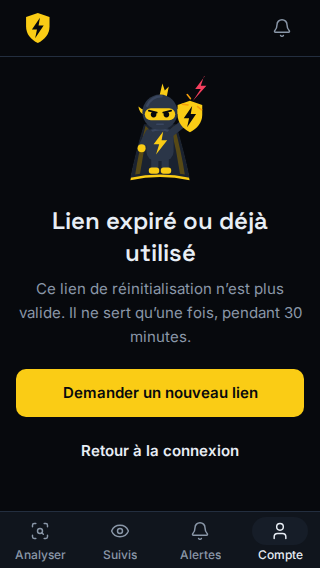 Lien expiré ou déjà
utilisé
Ce lien de réinitialisation n’est plus
valide. Il ne sert qu’une fois, pendant 30
minutes.
Demander un nouveau lien
Retour à la connexion
Analyser
Suivis
Alertes
Compte